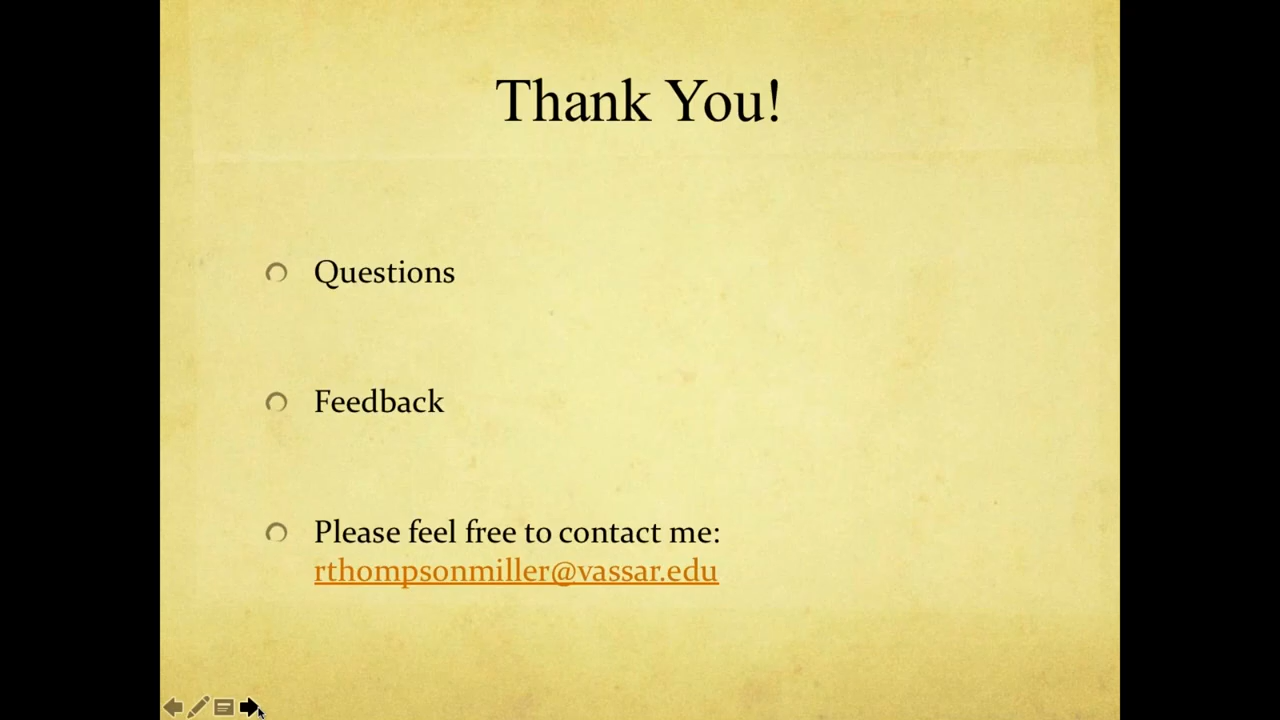 Thank You!
Questions
Feedback
Please feel free to contact me:
rthompsonmiller@vassar.edu